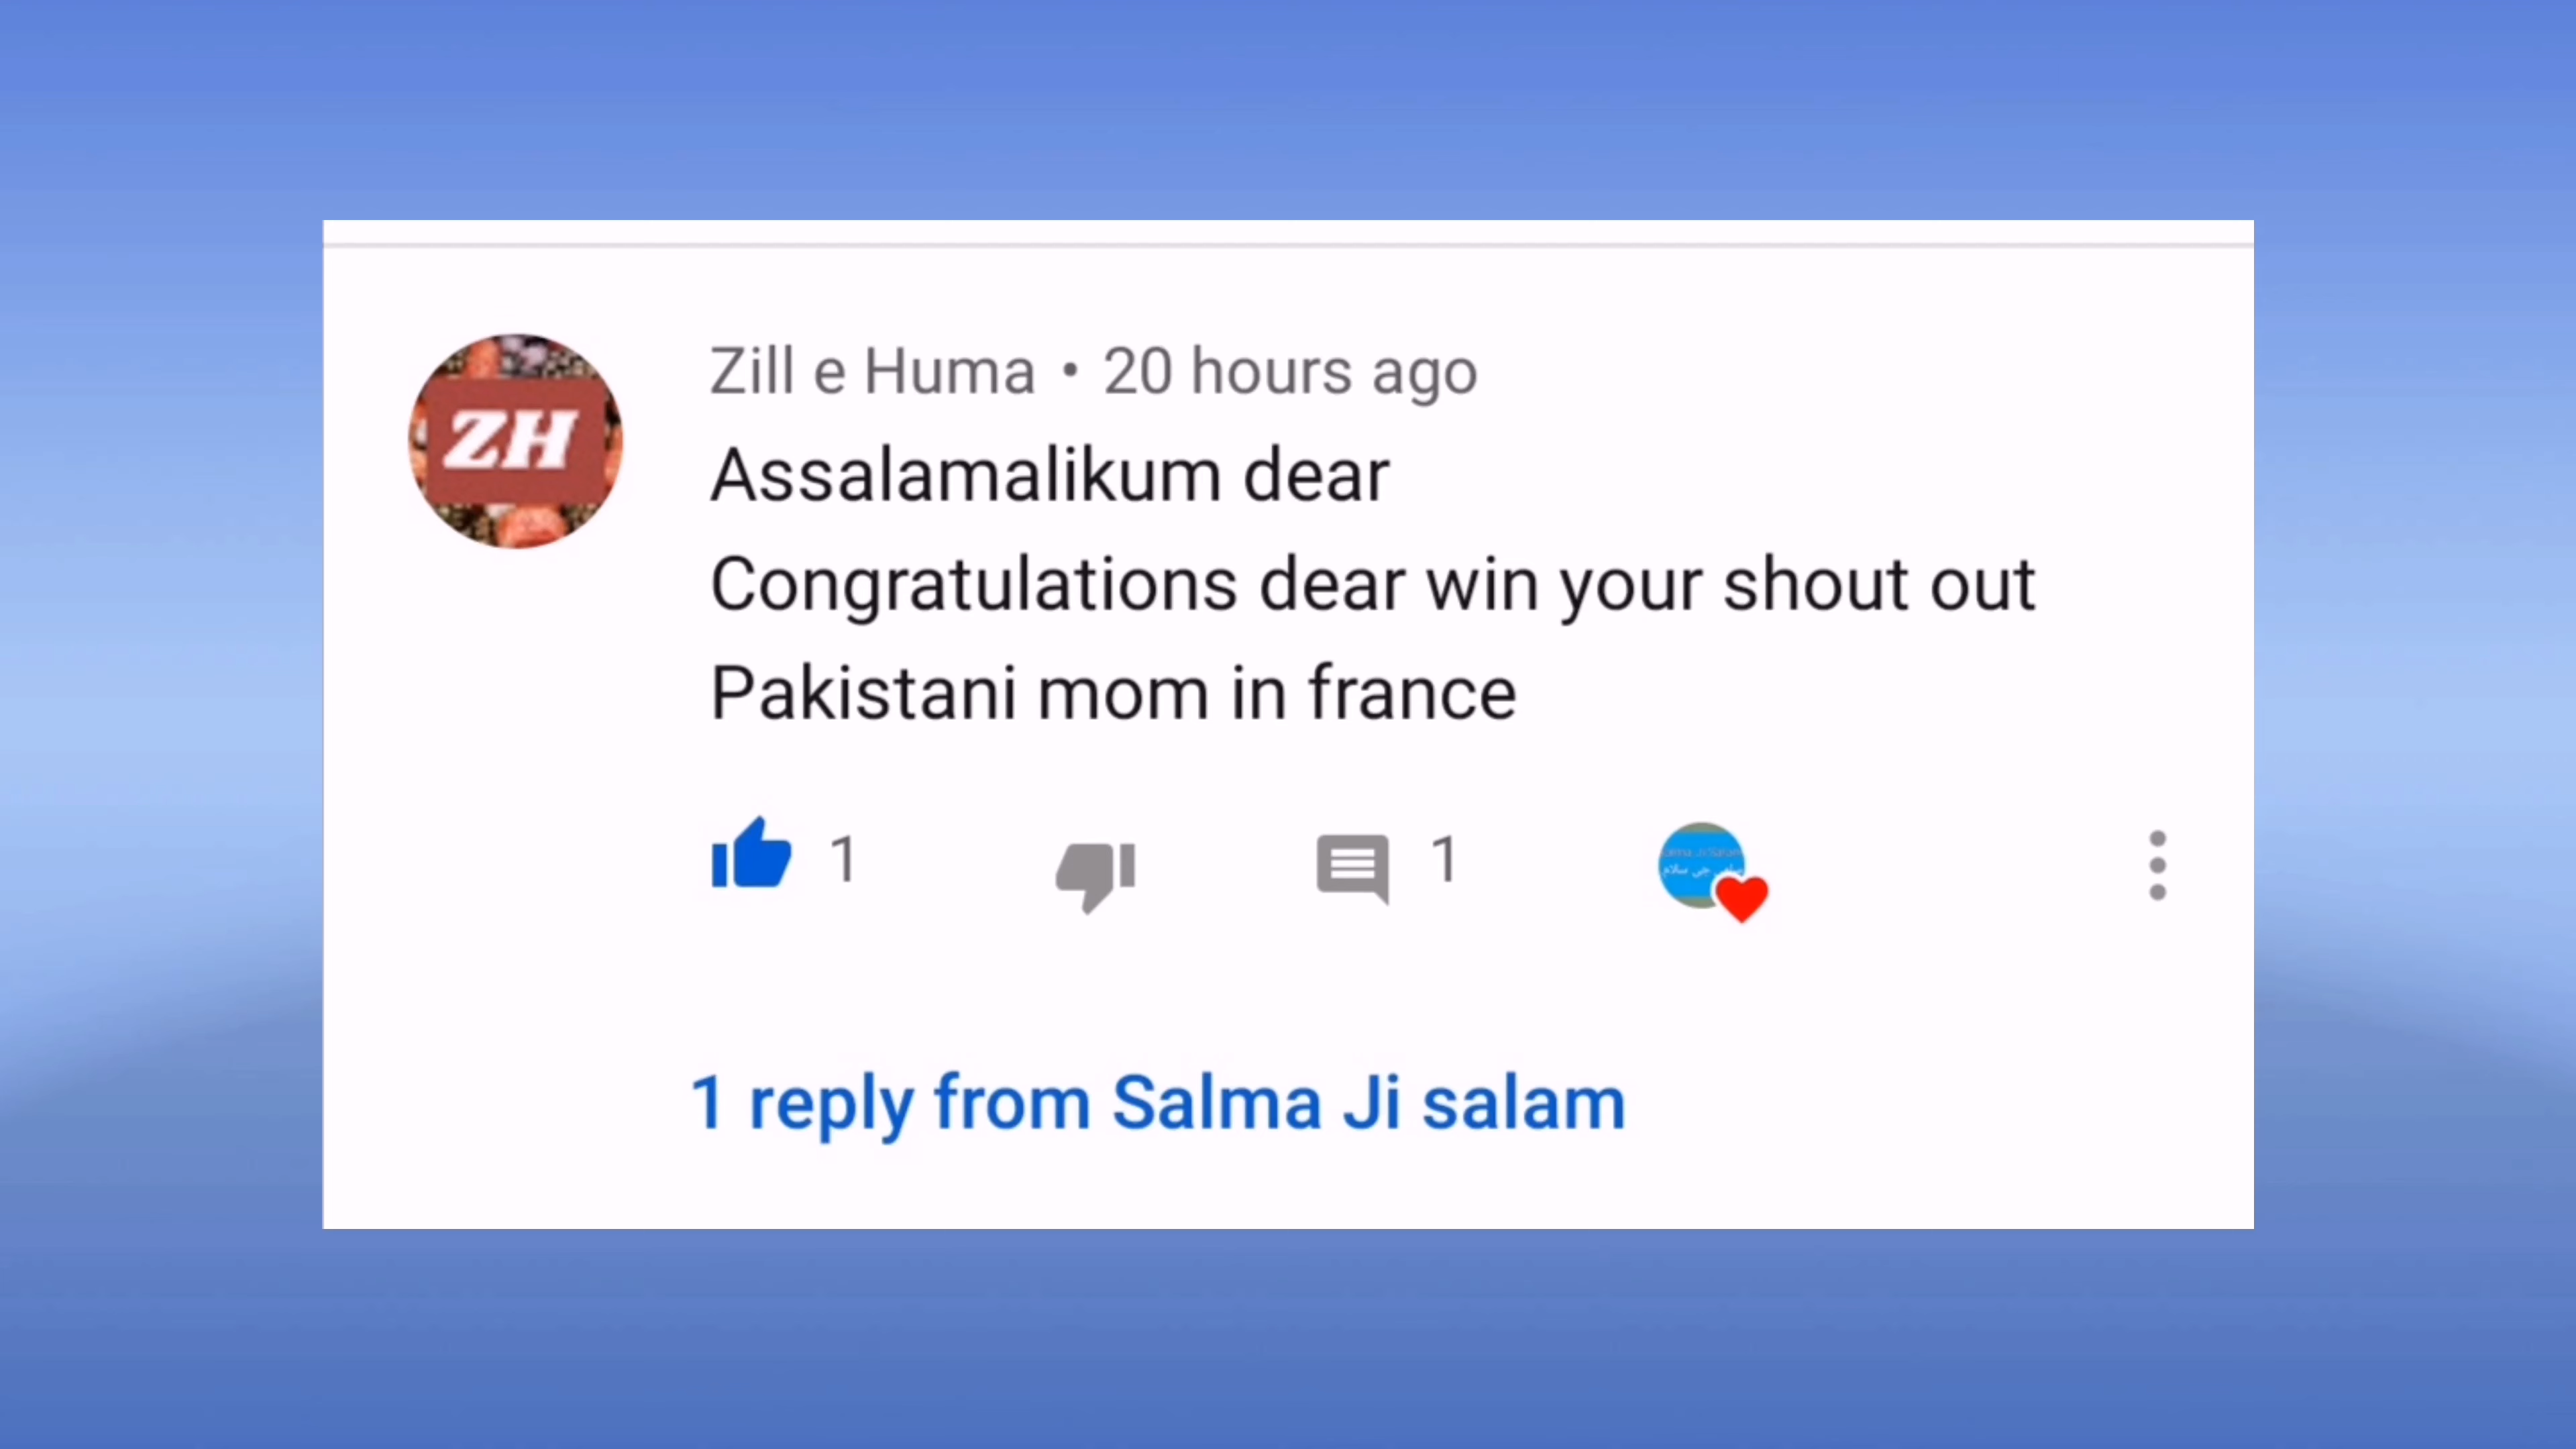 ZH
Zill e Huma • 20 hours ago
Assalamalikum dear
Congratulations dear win your shout out
Pakistani mom in france
1
1
1 reply from Salma Ji salam